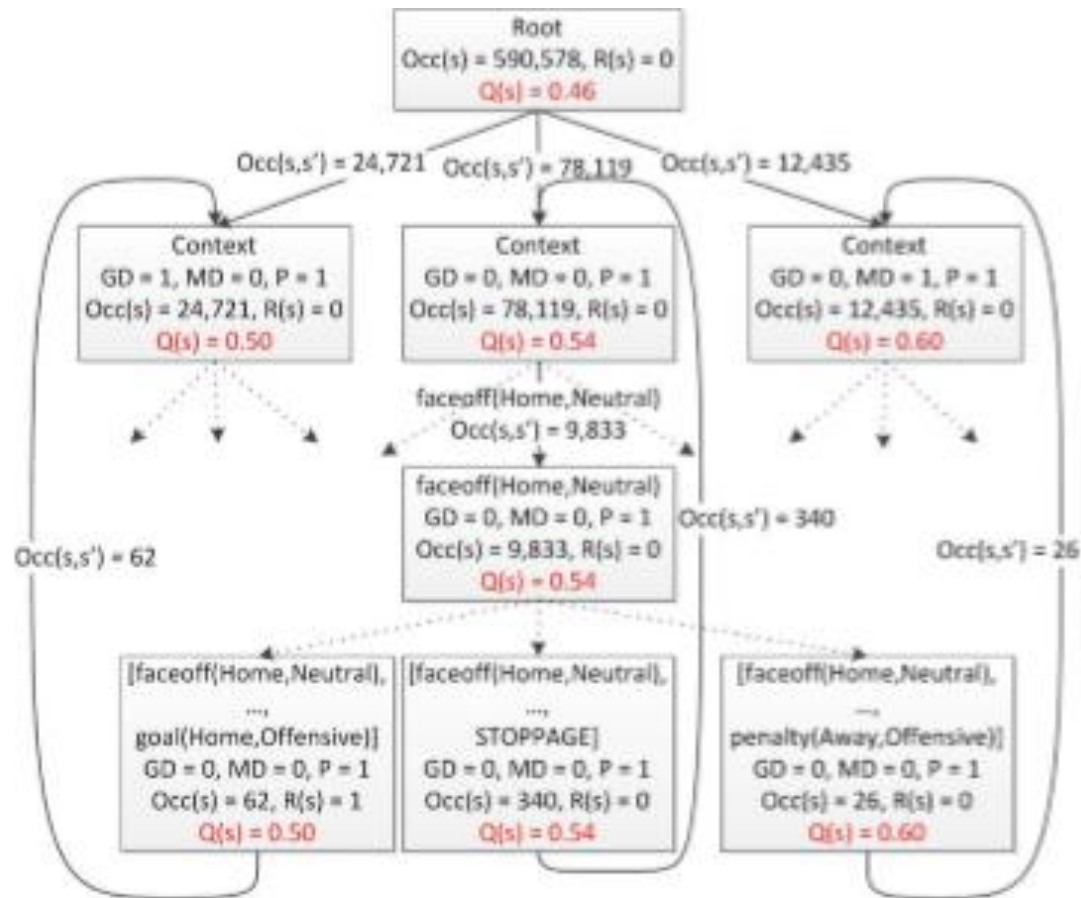 Root
Occ(s) = 590,578, R(s) = 0
Q(s) = 0.46
Occ(s,s') = 24,721
Occ(s,s') = 78,119
Occ(s,s') = 12,435
Context
GD = 1, MD = 0, P = 1
Occ(s) = 24,721, R(s) = 0
Q(s) = 0.50
Context
GD = 0, MD = 0, P = 1
Occ(s) = 78,119, R(s) = 0
Q(s) = 0.54
Context
GD = 0, MD = 1, P = 1
Occ(s) = 12,435, R(s) = 0
Q(s) = 0.60
faceoff(Home,Neutral)
Occ(s,s') = 9,833
faceoff(Home,Neutral)
GD = 0, MD = 0, P = 1
Occ(s) = 9,833, R(s) = 0
Q(s) = 0.54
Occ(s,s') = 62
Occ(s,s') = 340
Occ(s,s') = 26
[faceoff(Home,Neutral),
...,
goal(Home,Offensive)]
GD = 0, MD = 0, P = 1
Occ(s) = 62, R(s) = 1
Q(s) = 0.50
[faceoff(Home,Neutral),
...,
STOPPAGE]
GD = 0, MD = 0, P = 1
Occ(s) = 340, R(s) = 0
Q(s) = 0.54
[faceoff(Home,Neutral),
...,
penalty(Away,Offensive)]
GD = 0, MD = 0, P = 1
Occ(s) = 26, R(s) = 0
Q(s) = 0.60